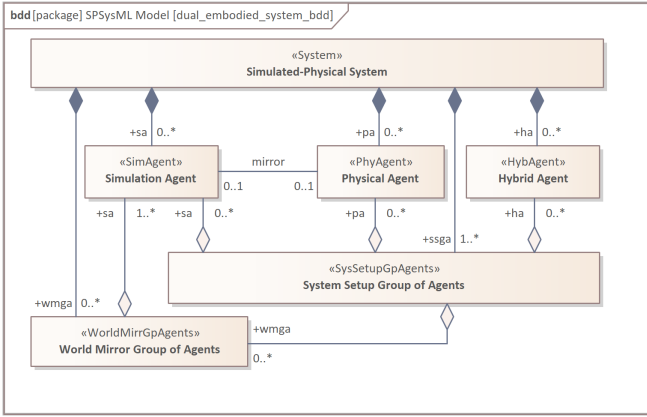 bdd [package] SPSysML Model [dual_embodied_system_bdd]
«System»
Simulated-Physical System
+sa 0..*
+pa 0..*
+ha 0..*
«SimAgent»
Simulation Agent
mirror
0..1
0..1
«PhyAgent»
Physical Agent
«HybAgent»
Hybrid Agent
+sa 1..*
+sa 0..*
+pa 0..*
+ha 0..*
+ssga 1..*
«SysSetupGpAgents»
System Setup Group of Agents
+wmga 0..*
«WorldMirrGpAgents»
World Mirror Group of Agents
+wmga
0..*